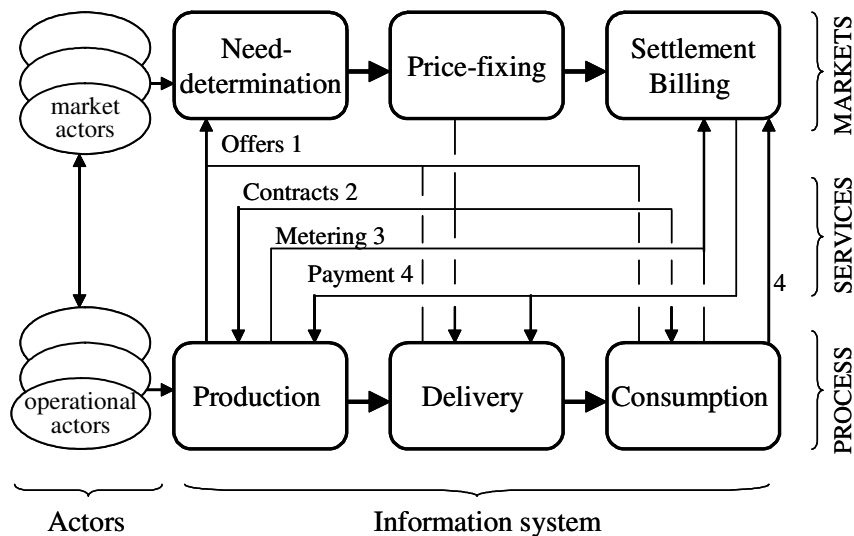 Need-
determination
Price-fixing
Settlement
Billing
MARKETS
market
actors
Offers 1
Contracts 2
Metering 3
Payment 4
4
SERVICES
operational
actors
Production
Delivery
Consumption
PROCESS
Actors
Information system